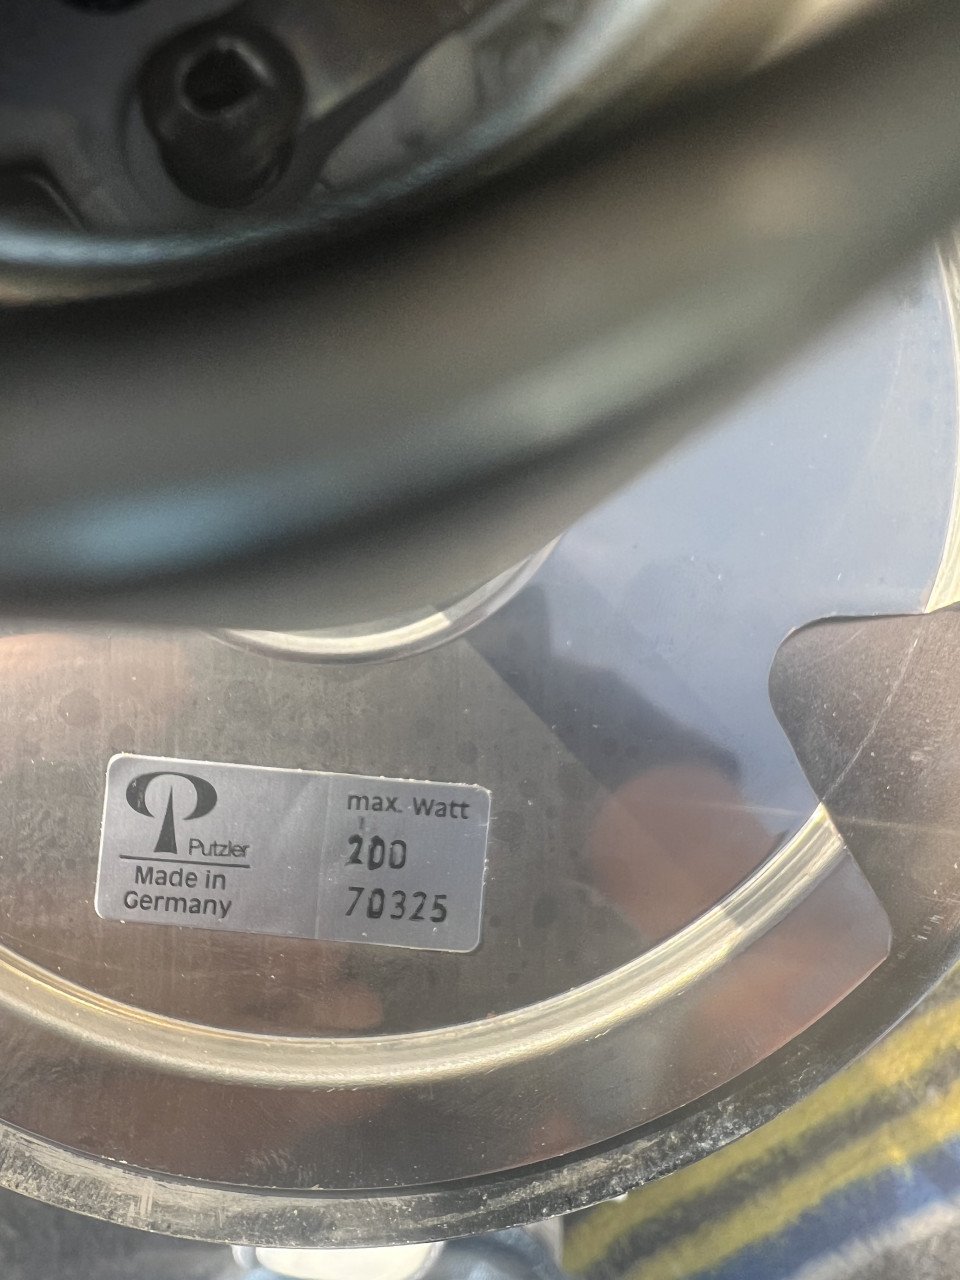 Putzler
Made in
Germany
max. Watt
200
70325